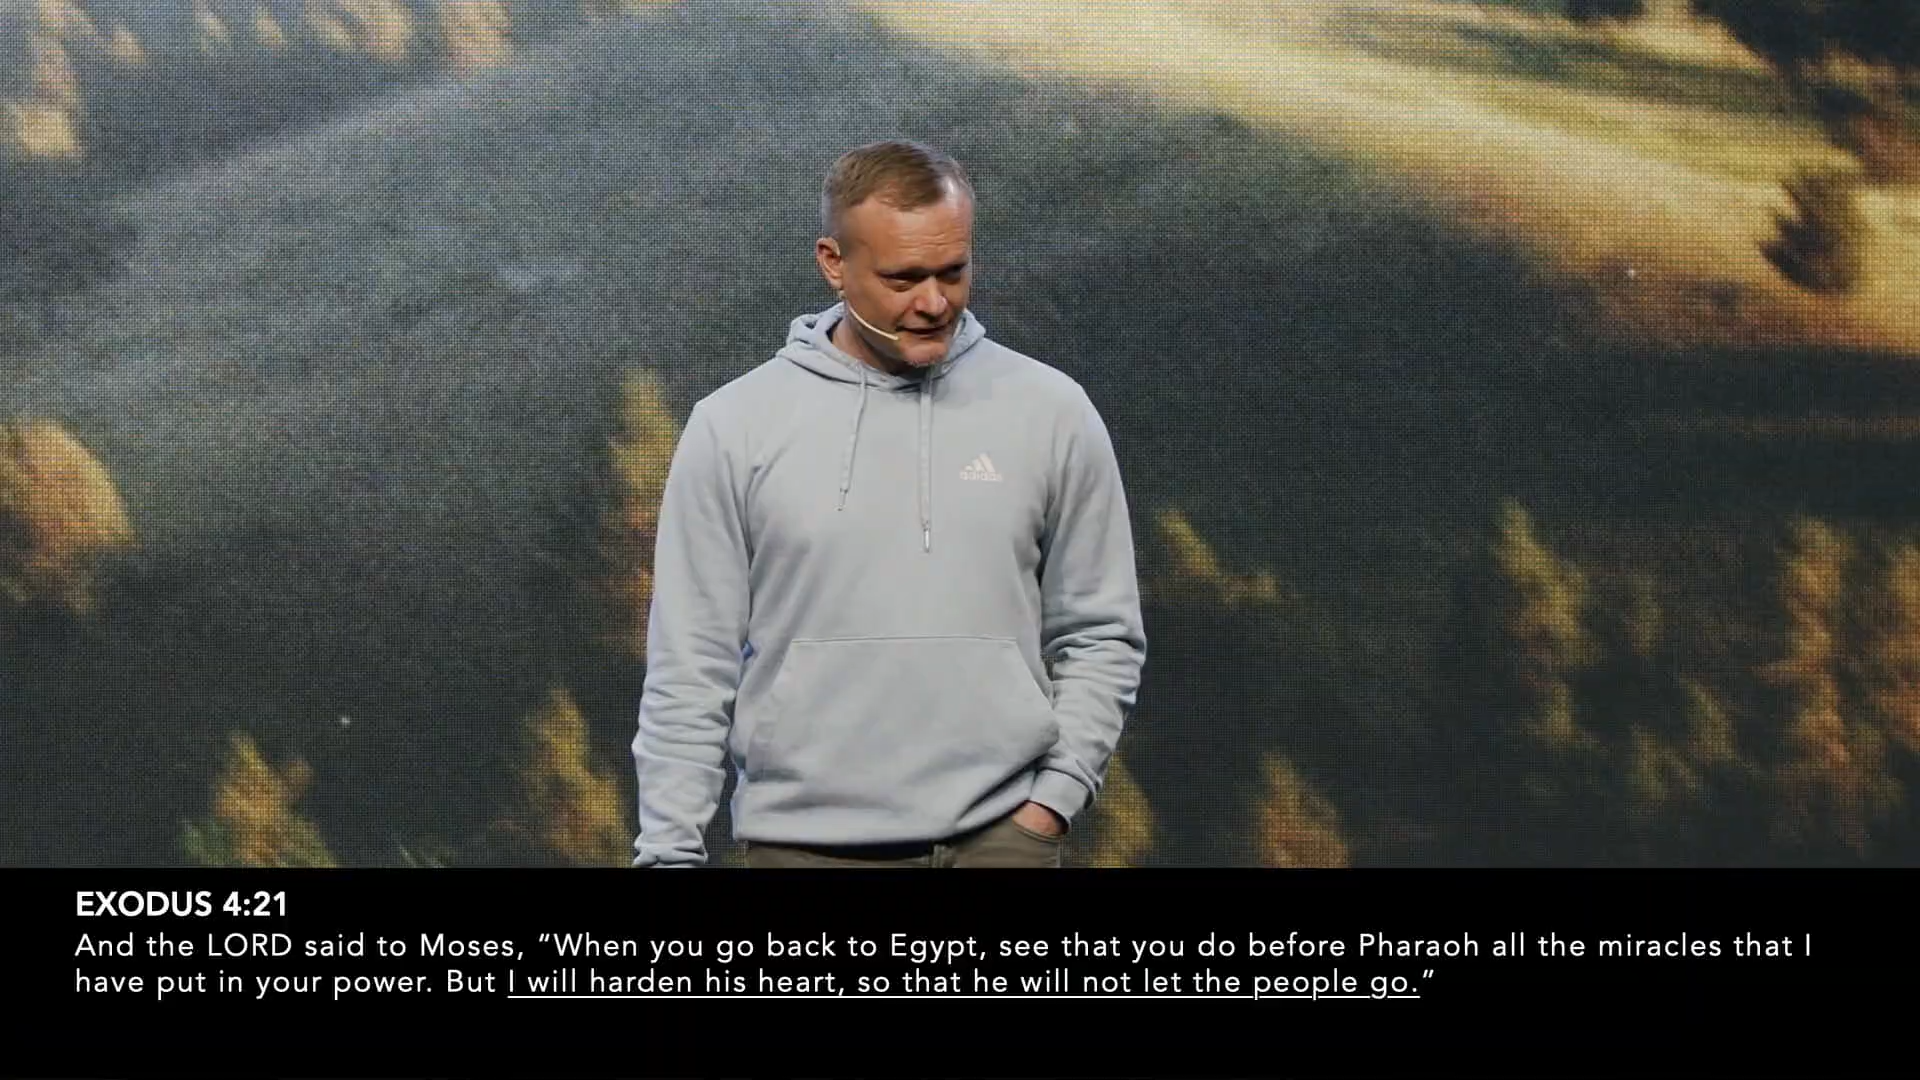 adidas
EXODUS 4:21
And the LORD said to Moses, “When you go back to Egypt, see that you do before Pharaoh all the miracles that I
have put in your power. But I will harden his heart, so that he will not let the people go.”